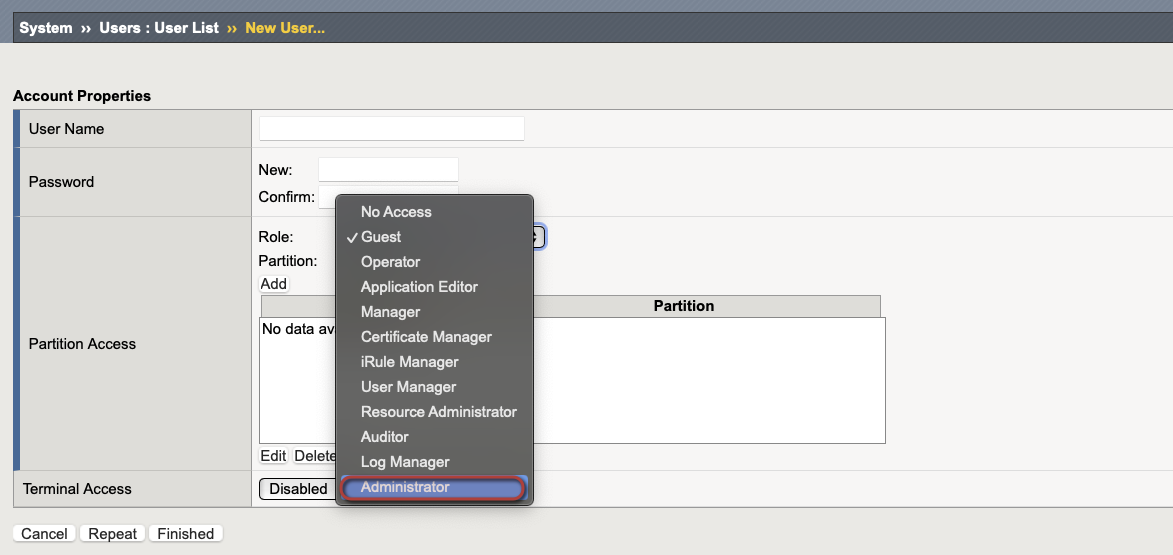 System ›› Users : User List ›› New User...
Account Properties
User Name
Password
New:
Confirm:
Partition Access
Role:
Partition:
Add
Partition
No data av
Edit Delete
No Access
✓ Guest
Operator
Application Editor
Manager
Certificate Manager
iRule Manager
User Manager
Resource Administrator
Auditor
Log Manager
Administrator
Terminal Access
Disabled
Cancel Repeat Finished